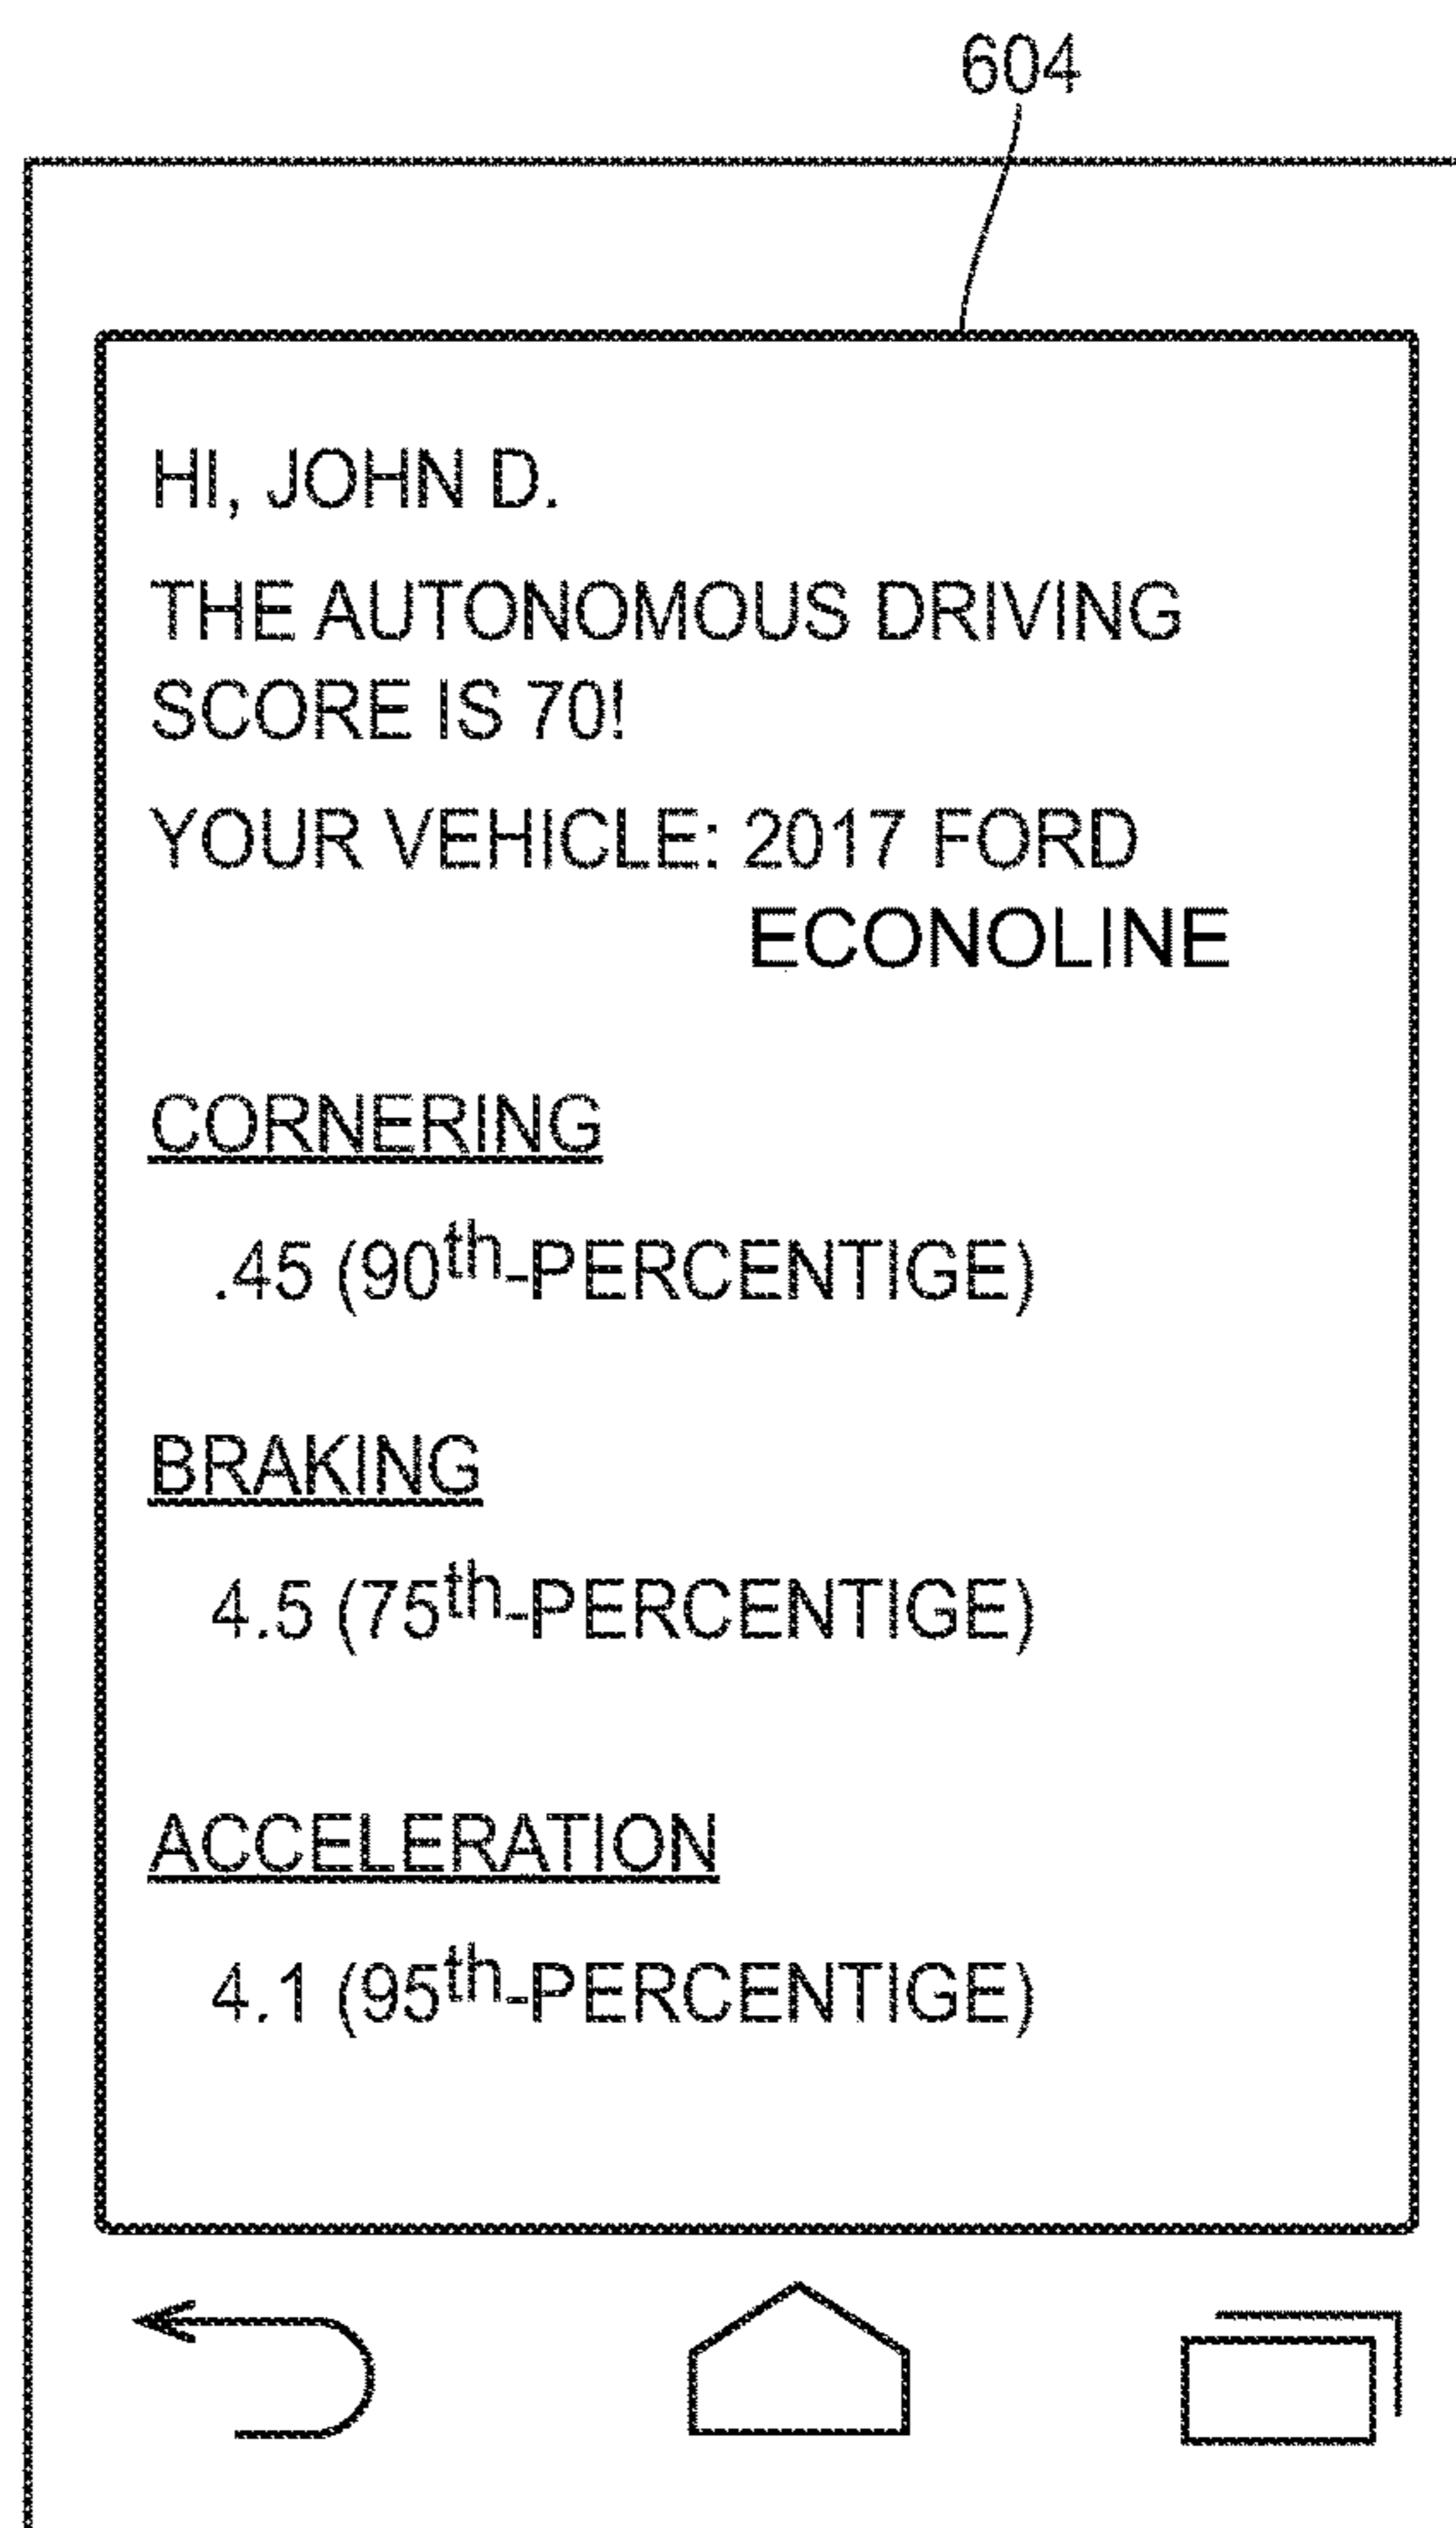 604
HI, JOHN D.
THE AUTONOMOUS DRIVING
SCORE IS 70!
YOUR VEHICLE: 2017 FORD
ECONOLINE
CORNERING
.45 (90th-PERCENTIGE)
BRAKING
4.5 (75th-PERCENTIGE)
ACCELERATION
4.1 (95th-PERCENTIGE)